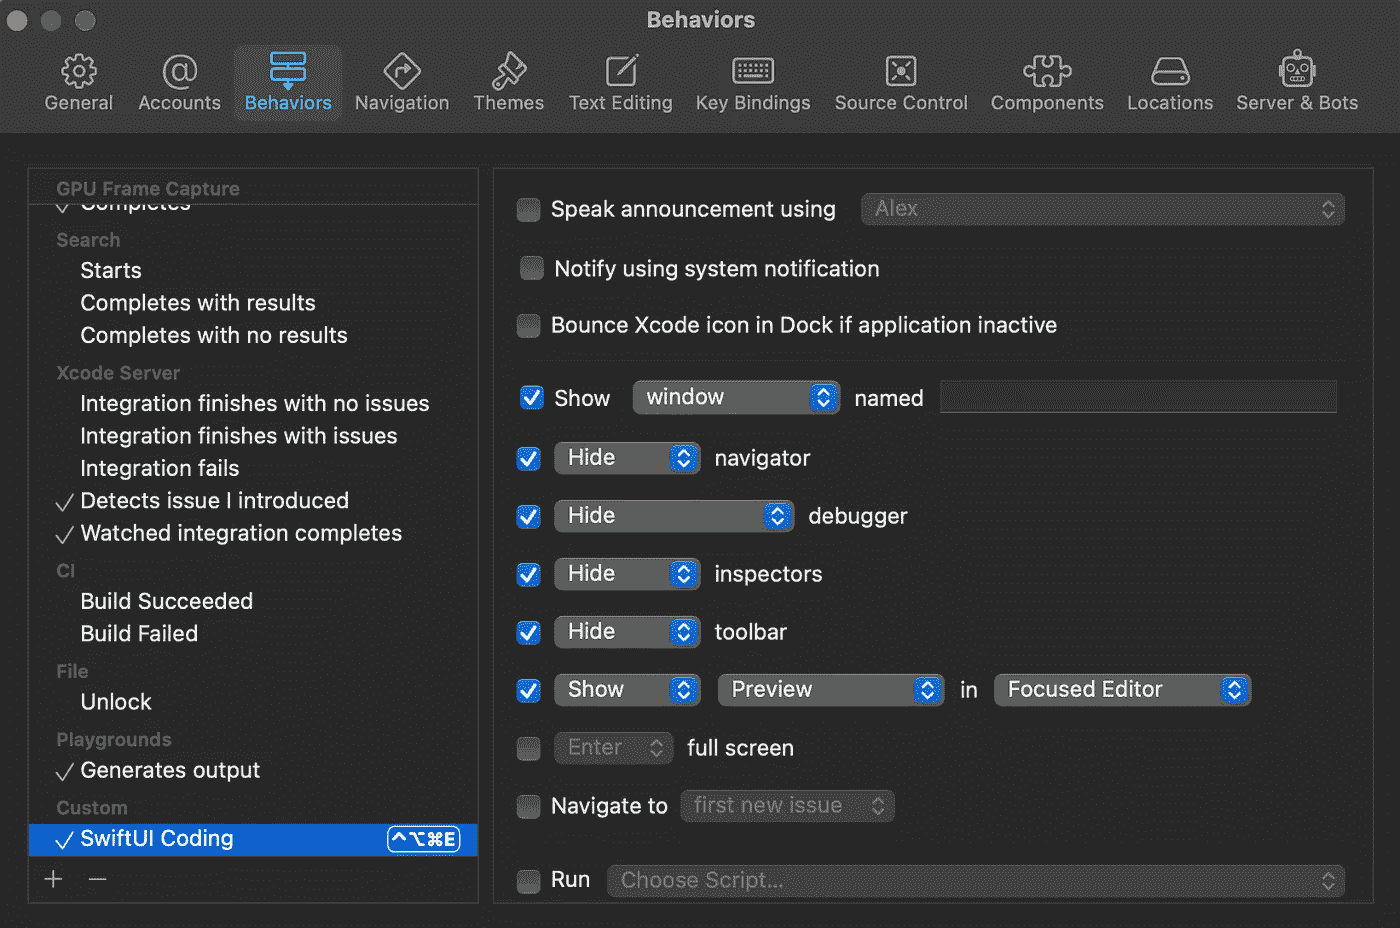 Behaviors
General Accounts Behaviors Navigation Themes Text Editing Key Bindings Source Control Components Locations Server & Bots
GPU Frame Capture
Completes
Search
Starts
Completes with results
Completes with no results
Xcode Server
Integration finishes with no issues
Integration finishes with issues
Integration fails
Detects issue I introduced
Watched integration completes
CI
Build Succeeded
Build Failed
File
Unlock
Playgrounds
Generates output
Custom
SwiftUI Coding ^⌥⌘E
Speak announcement using Alex
Notify using system notification
Bounce Xcode icon in Dock if application inactive
Show window named
Hide navigator
Hide debugger
Hide inspectors
Hide toolbar
Show Preview in Focused Editor
Enter full screen
Navigate to first new issue
Run Choose Script...